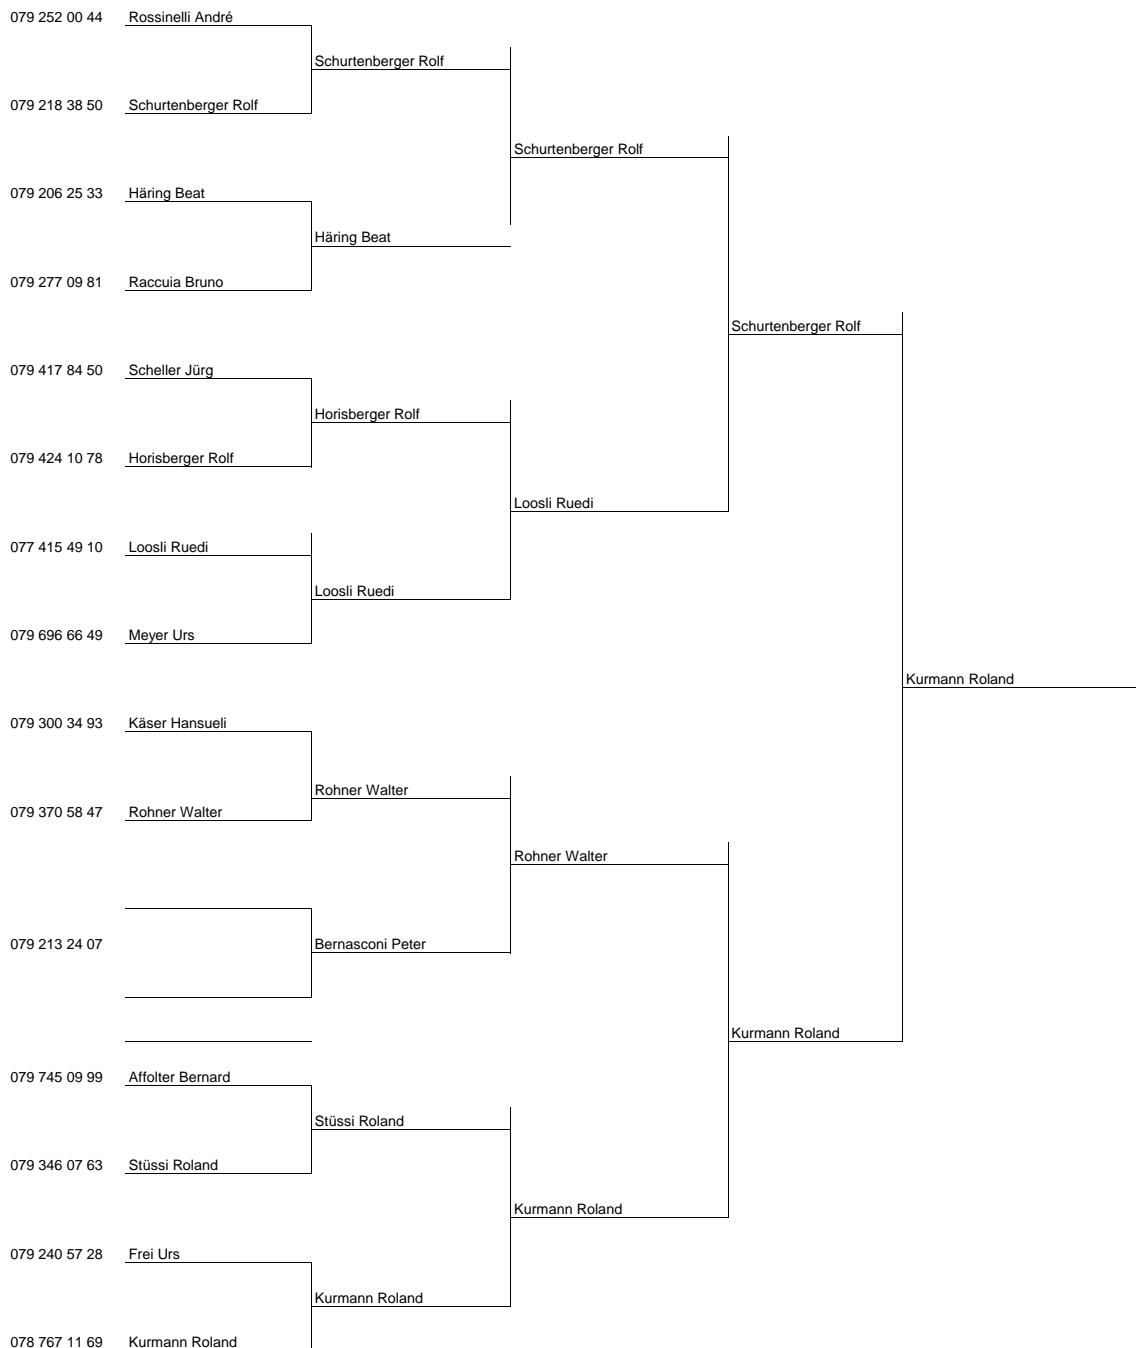 079 252 00 44 Rossinelli André
Schurtenberger Rolf
079 218 38 50 Schurtenberger Rolf
Schurtenberger Rolf
079 206 25 33 Häring Beat
Häring Beat
079 277 09 81 Raccuia Bruno
Schurtenberger Rolf
079 417 84 50 Scheller Jürg
Horisberger Rolf
079 424 10 78 Horisberger Rolf
Loosli Ruedi
077 415 49 10 Loosli Ruedi
Loosli Ruedi
079 696 66 49 Meyer Urs
Kurmann Roland
079 300 34 93 Käser Hansueli
Rohner Walter
079 370 58 47 Rohner Walter
Rohner Walter
079 213 24 07 Bernasconi Peter
Kurmann Roland
079 745 09 99 Affolter Bernard
Stüssi Roland
079 346 07 63 Stüssi Roland
Kurmann Roland
079 240 57 28 Frei Urs
Kurmann Roland
078 767 11 69 Kurmann Roland